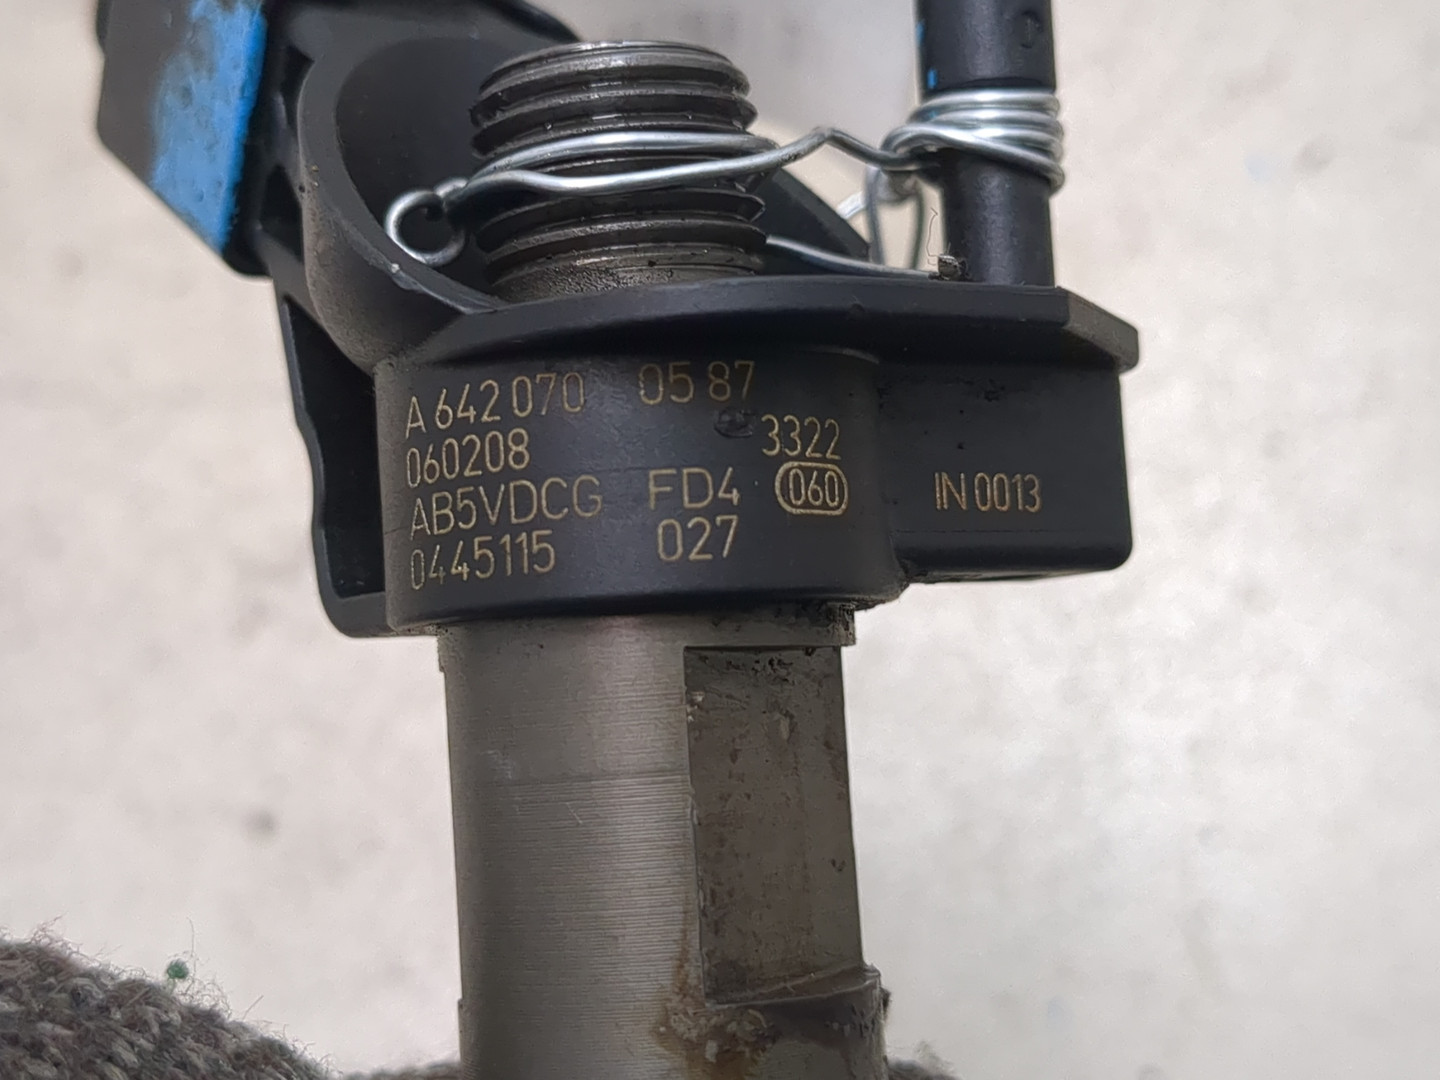 A 642 070 05 87
060208 3322
AB5VDCG FD4 060
0445115 027
IN 0013